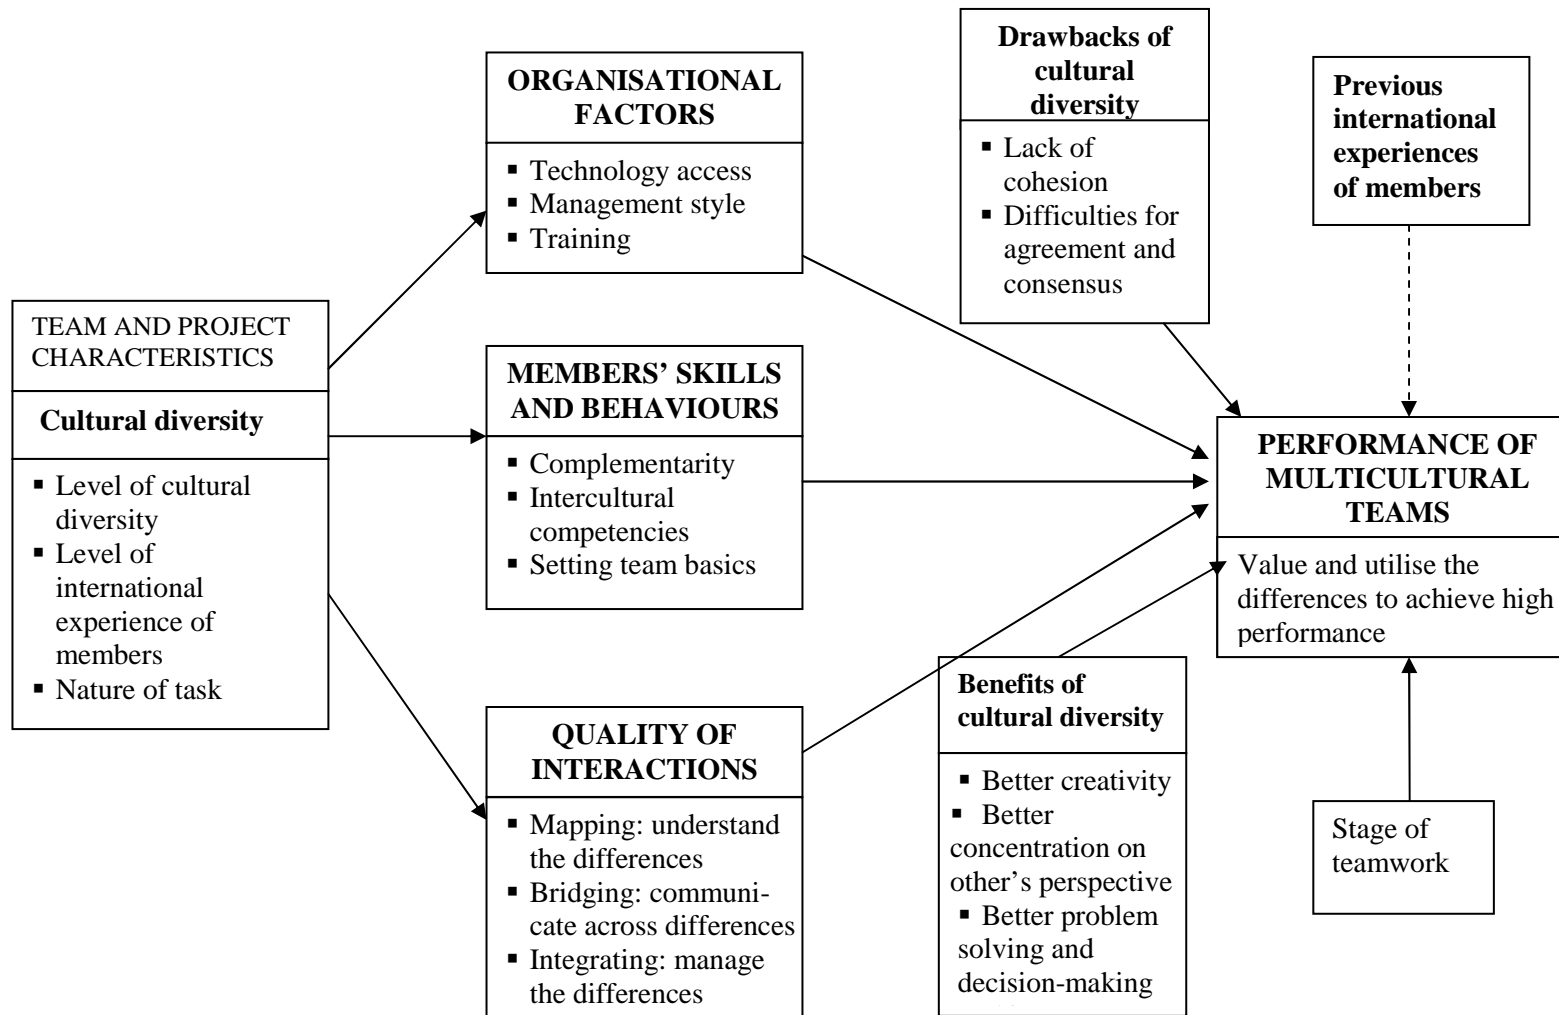 TEAM AND PROJECT
CHARACTERISTICS
Cultural diversity
▪ Level of cultural
diversity
▪ Level of
international
experience of
members
▪ Nature of task
ORGANISATIONAL
FACTORS
▪ Technology access
▪ Management style
▪ Training
MEMBERS’ SKILLS
AND BEHAVIOURS
▪ Complementarity
▪ Intercultural
competencies
▪ Setting team basics
QUALITY OF
INTERACTIONS
▪ Mapping: understand
the differences
▪ Bridging: communi-
cate across differences
▪ Integrating: manage
the differences
Drawbacks of
cultural
diversity
▪ Lack of
cohesion
▪ Difficulties for
agreement and
consensus
Benefits of
cultural diversity
▪ Better creativity
▪ Better
concentration on
other’s perspective
▪ Better problem
solving and
decision-making
Previous
international
experiences
of members
PERFORMANCE OF
MULTICULTURAL
TEAMS
Value and utilise the
differences to achieve high
performance
Stage of
teamwork